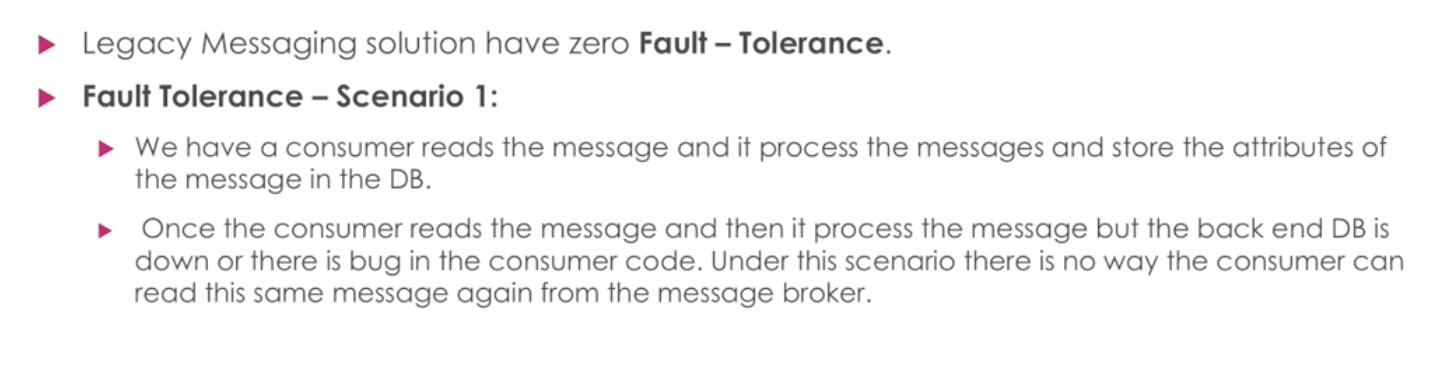 Legacy Messaging solution have zero Fault – Tolerance.
Fault Tolerance – Scenario 1:
We have a consumer reads the message and it process the messages and store the attributes of
the message in the DB.
Once the consumer reads the message and then it process the message but the back end DB is
down or there is bug in the consumer code. Under this scenario there is no way the consumer can
read this same message again from the message broker.